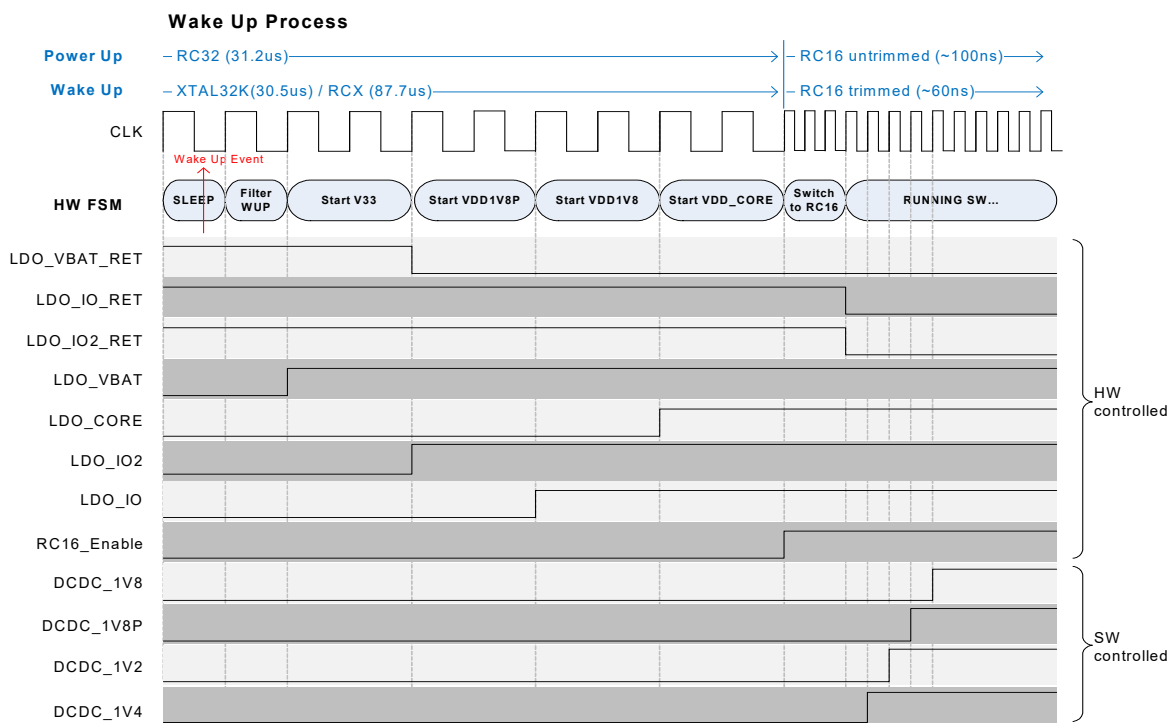 Wake Up Process
Power Up
RC32 (31.2us)
RC16 untrimmed (~100ns)
Wake Up
XTAL32K(30.5us) / RCX (87.7us)
RC16 trimmed (~60ns)
CLK
Wake Up Event
HW FSM
SLEEP
Filter
WUP
Start V33
Start VDD1V8P
Start VDD1V8
Start VDD_CORE
Switch
to RC16
RUNNING SW...
LDO_VBAT_RET
LDO_IO_RET
LDO_IO2_RET
LDO_VBAT
LDO_CORE
LDO_IO2
LDO_IO
RC16_Enable
HW
controlled
DCDC_1V8
DCDC_1V8P
DCDC_1V2
DCDC_1V4
SW
controlled